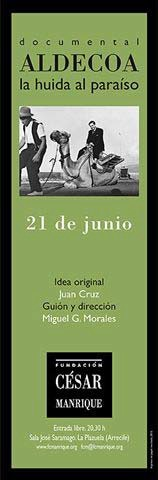 documental
ALDECOA
la huida al paraíso
21 de junio
Idea original
Juan Cruz
Guión y dirección
Miguel G. Morales
FUNDACIÓN
CÉSAR
MANRIQUE
Entrada libre. 20,30 h
Sala José Saramago. La Plazuela (Arrecife)
www.fcmanrique.org fcm@fcmanrique.org